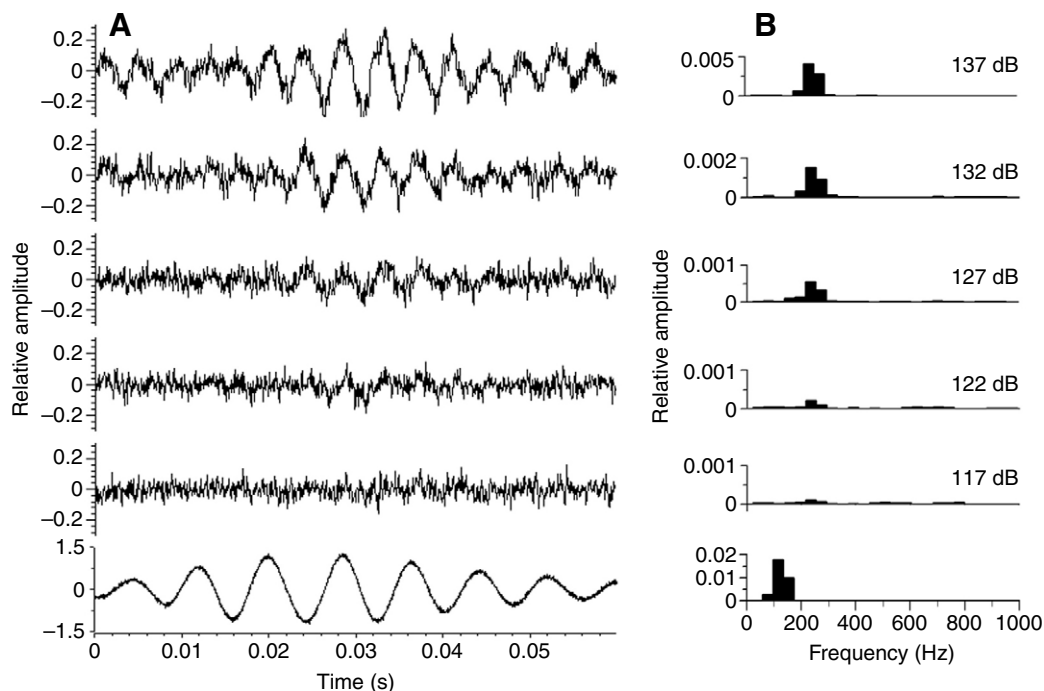 A
B
0.2
0
–0.2
0.2
0
–0.2
0.2
0
–0.2
0.2
0
–0.2
0.2
0
–0.2
1.5
0
–1.5
Relative amplitude
0 0.01 0.02 0.03 0.04 0.05
Time (s)
0.005
0
137 dB
0.002
0
132 dB
0.001
0
127 dB
0.001
0
122 dB
0.001
0
117 dB
0.02
0.01
0
Relative amplitude
0 200 400 600 800 1000
Frequency (Hz)